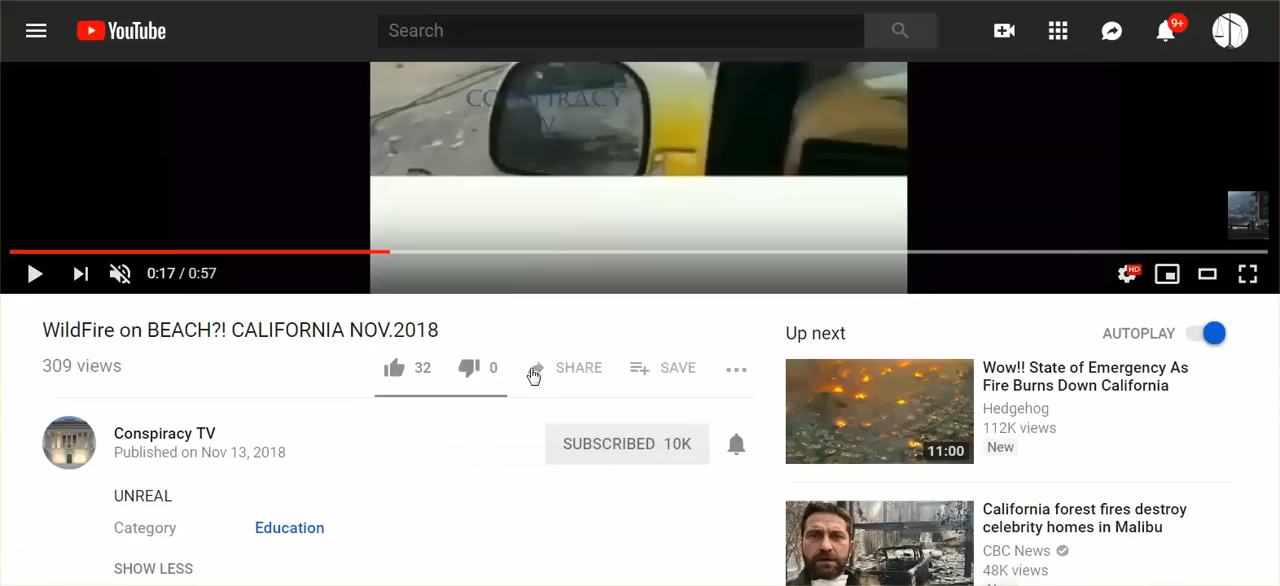 YouTube
Search
9+
CONSPIRACY
TV
0:17 / 0:57
HD
WildFire on BEACH?! CALIFORNIA NOV.2018
309 views
32
0
SHARE
SAVE
Conspiracy TV
Published on Nov 13, 2018
SUBSCRIBED 10K
UNREAL
Category
Education
SHOW LESS
Up next
AUTOPLAY
11:00
Wow!! State of Emergency As
Fire Burns Down California
Hedgehog
112K views
New
California forest fires destroy
celebrity homes in Malibu
CBC News
48K views